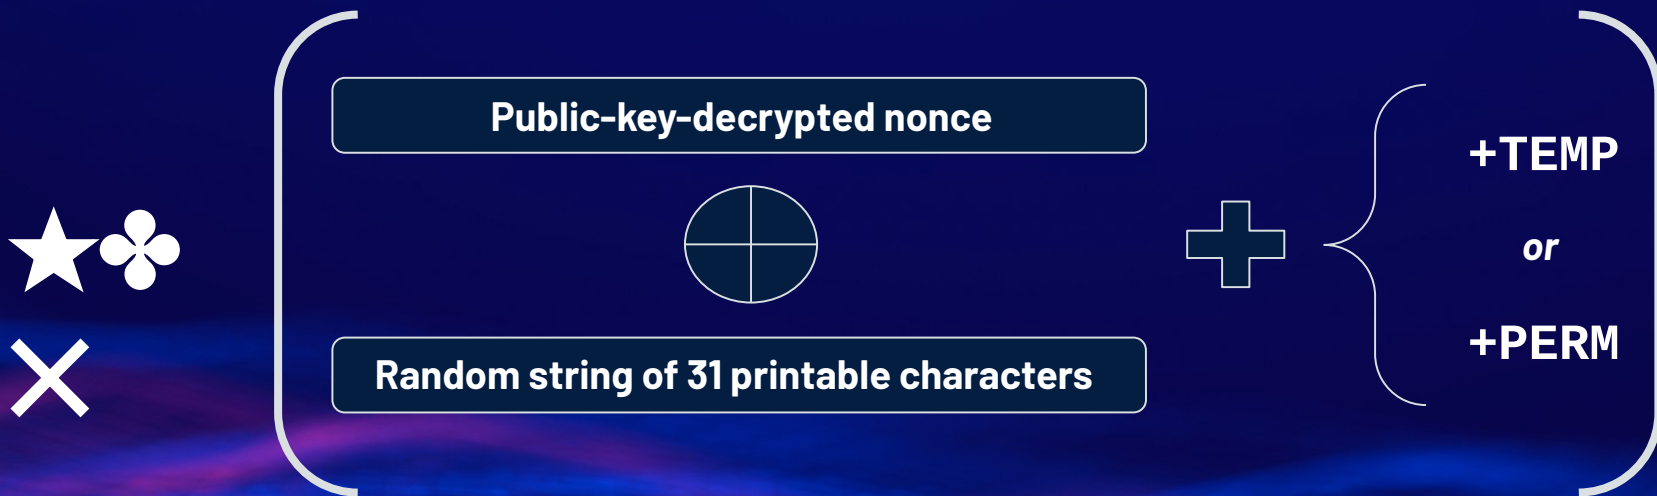 Public-key-decrypted nonce
+TEMP
or
Random string of 31 printable characters
+PERM